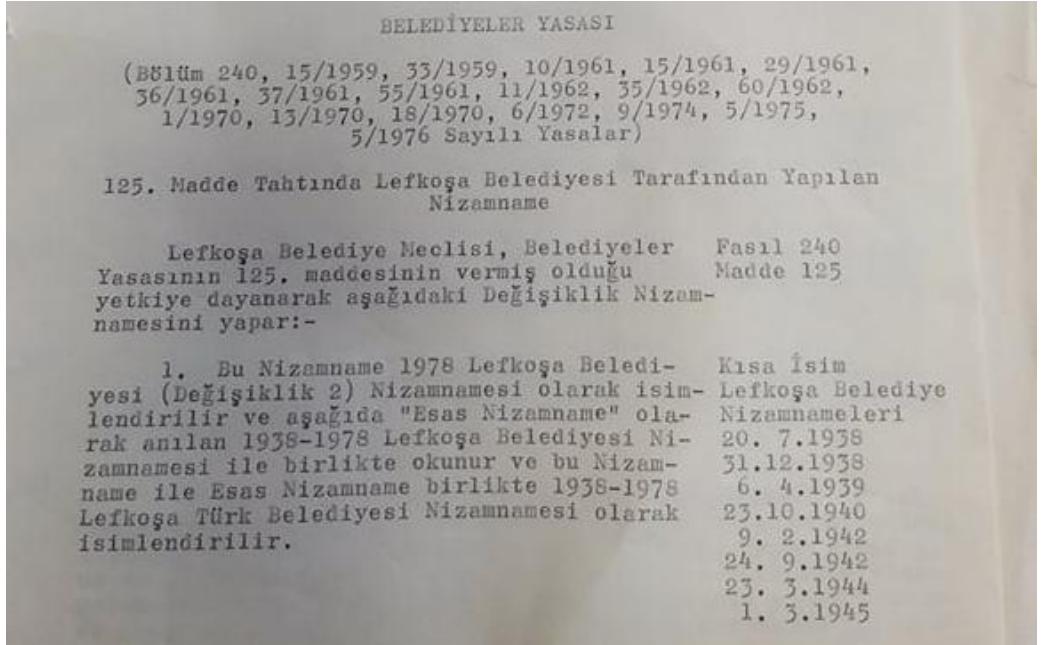 BELEDİYELER YASASI
(Bölüm 240, 15/1959, 33/1959, 10/1961, 15/1961, 29/1961,
36/1961, 37/1961, 55/1961, 11/1962, 35/1962, 60/1962,
1/1970, 13/1970, 18/1970, 6/1972, 9/1974, 5/1975,
5/1976 Sayılı Yasalar)
125. Madde Tahtında Lefkoşa Belediyesi Tarafından Yapılan
Nizamname
Lefkoşa Belediye Meclisi, Belediyeler Fasıl 240
Yasasının 125. maddesinin vermiş olduğu Madde 125
yetkiye dayanarak aşağıdaki Değişiklik Nizam-
namesini yapar:-
1. Bu Nizamname 1978 Lefkoşa Beledi- Kısa İsim
yesi (Değişiklik 2) Nizamnamesi olarak isim- Lefkoşa Belediye
lendirilir ve aşağıda "Esas Nizamname" ola- Nizamnameleri
rak anılan 1938-1978 Lefkoşa Belediyesi Ni- 20. 7.1938
zamnamesi ile birlikte okunur ve bu Nizam- 31.12.1938
name ile Esas Nizamname birlikte 1938-1978 6. 4.1939
Lefkoşa Türk Belediyesi Nizamnamesi olarak 23.10.1940
isimlendirilir. 9. 2.1942
24. 9.1942
23. 3.1944
1. 3.1945